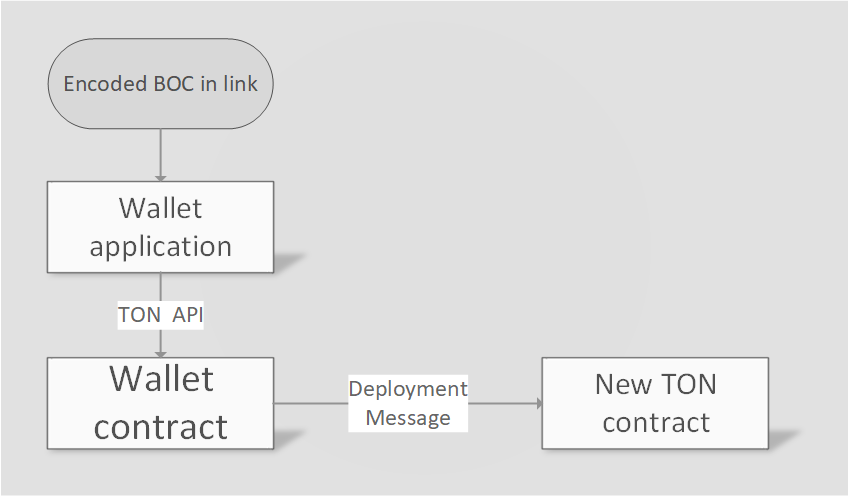 Encoded BOC in link
Wallet
application
TON API
Wallet
contract
Deployment
Message
New TON
contract